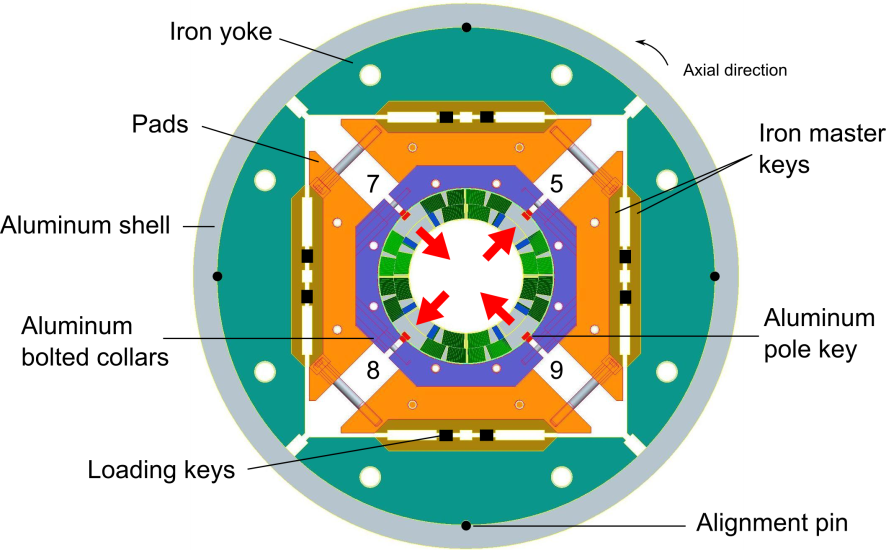 Iron yoke
Axial direction
Pads
Iron master
keys
7
5
Aluminum shell
Aluminum
bolted collars
Aluminum
pole key
8
9
Loading keys
Alignment pin